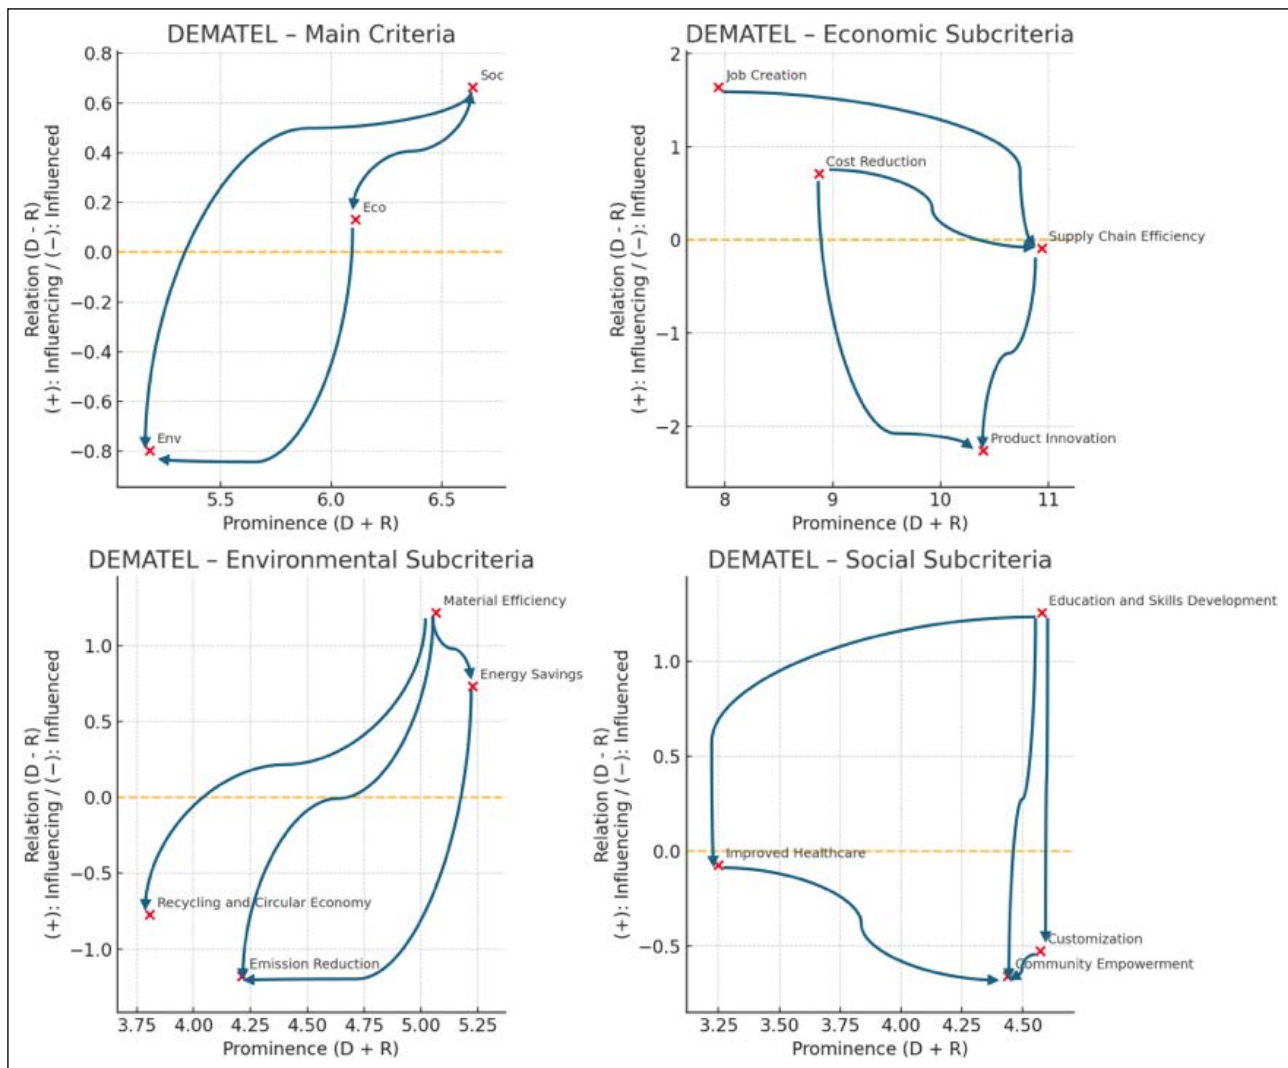 DEMATEL – Main Criteria
0.8
0.6
0.4
0.2
0.0
−0.2
−0.4
−0.6
−0.8
Relation (D - R)
(+): Influencing / (−): Influenced
Soc
Eco
Env
5.5
6.0
6.5
Prominence (D + R)
DEMATEL – Economic Subcriteria
2
1
0
−1
−2
Relation (D - R)
(+): Influencing / (−): Influenced
Job Creation
Cost Reduction
Supply Chain Efficiency
Product Innovation
8
9
10
11
Prominence (D + R)
DEMATEL – Environmental Subcriteria
1.0
0.5
0.0
−0.5
−1.0
Relation (D - R)
(+): Influencing / (−): Influenced
Material Efficiency
Energy Savings
Recycling and Circular Economy
Emission Reduction
3.75
4.00
4.25
4.50
4.75
5.00
5.25
Prominence (D + R)
DEMATEL – Social Subcriteria
1.0
0.5
0.0
−0.5
Relation (D - R)
(+): Influencing / (−): Influenced
Education and Skills Development
Improved Healthcare
Customization
Community Empowerment
3.25
3.50
3.75
4.00
4.25
4.50
Prominence (D + R)